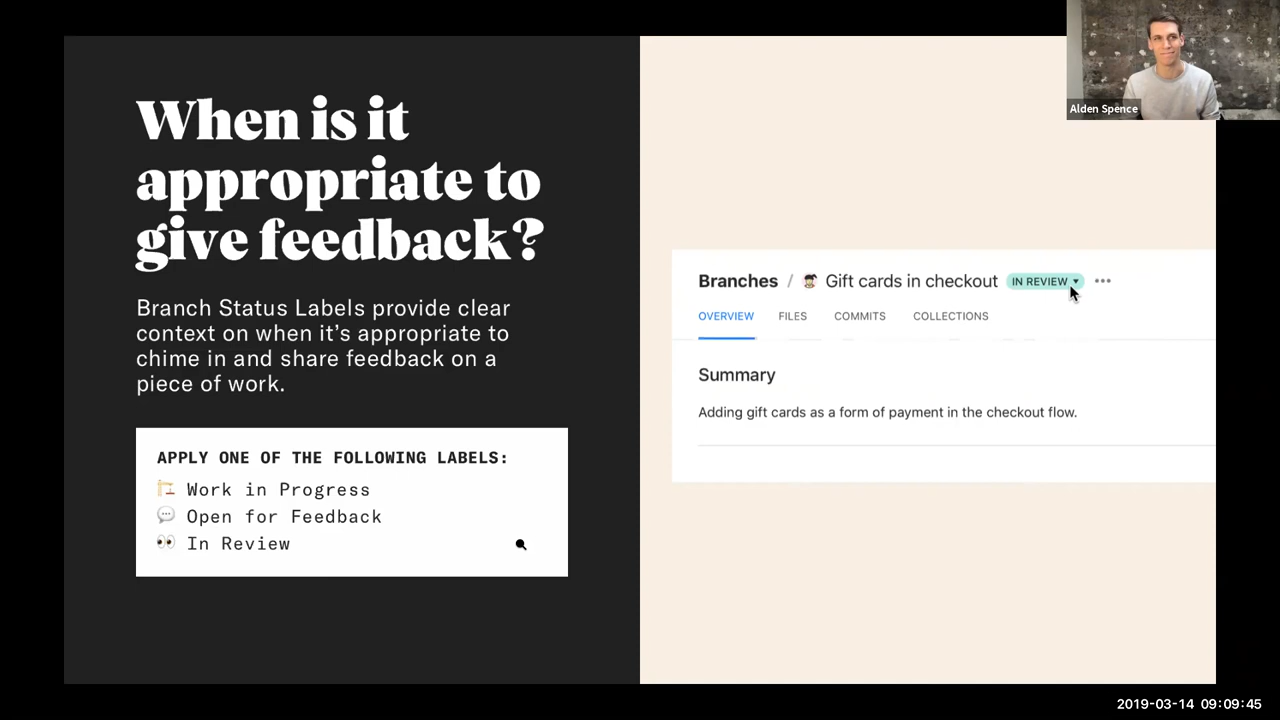 When is it
appropriate to
give feedback?
Branch Status Labels provide clear
context on when it’s appropriate to
chime in and share feedback on a
piece of work.
APPLY ONE OF THE FOLLOWING LABELS:
Work in Progress
Open for Feedback
In Review
Alden Spence
Branches / Gift cards in checkout IN REVIEW
OVERVIEW FILES COMMITS COLLECTIONS
Summary
Adding gift cards as a form of payment in the checkout flow.
2019-03-14 09:09:45